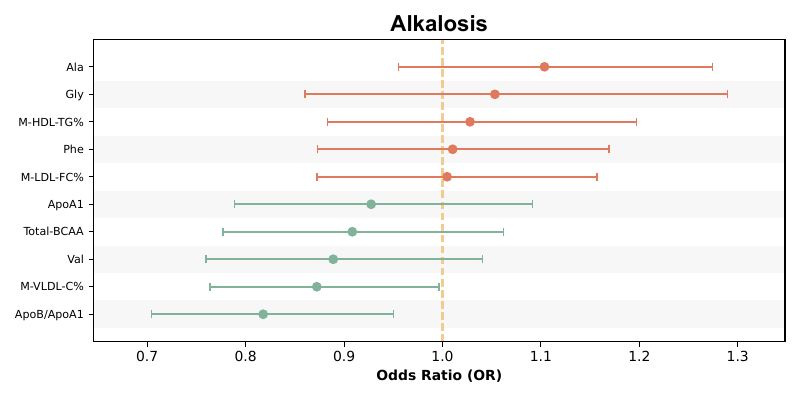 Alkalosis
Ala
Gly
M-HDL-TG%
Phe
M-LDL-FC%
ApoA1
Total-BCAA
Val
M-VLDL-C%
ApoB/ApoA1
0.7 0.8 0.9 1.0 1.1 1.2 1.3
Odds Ratio (OR)